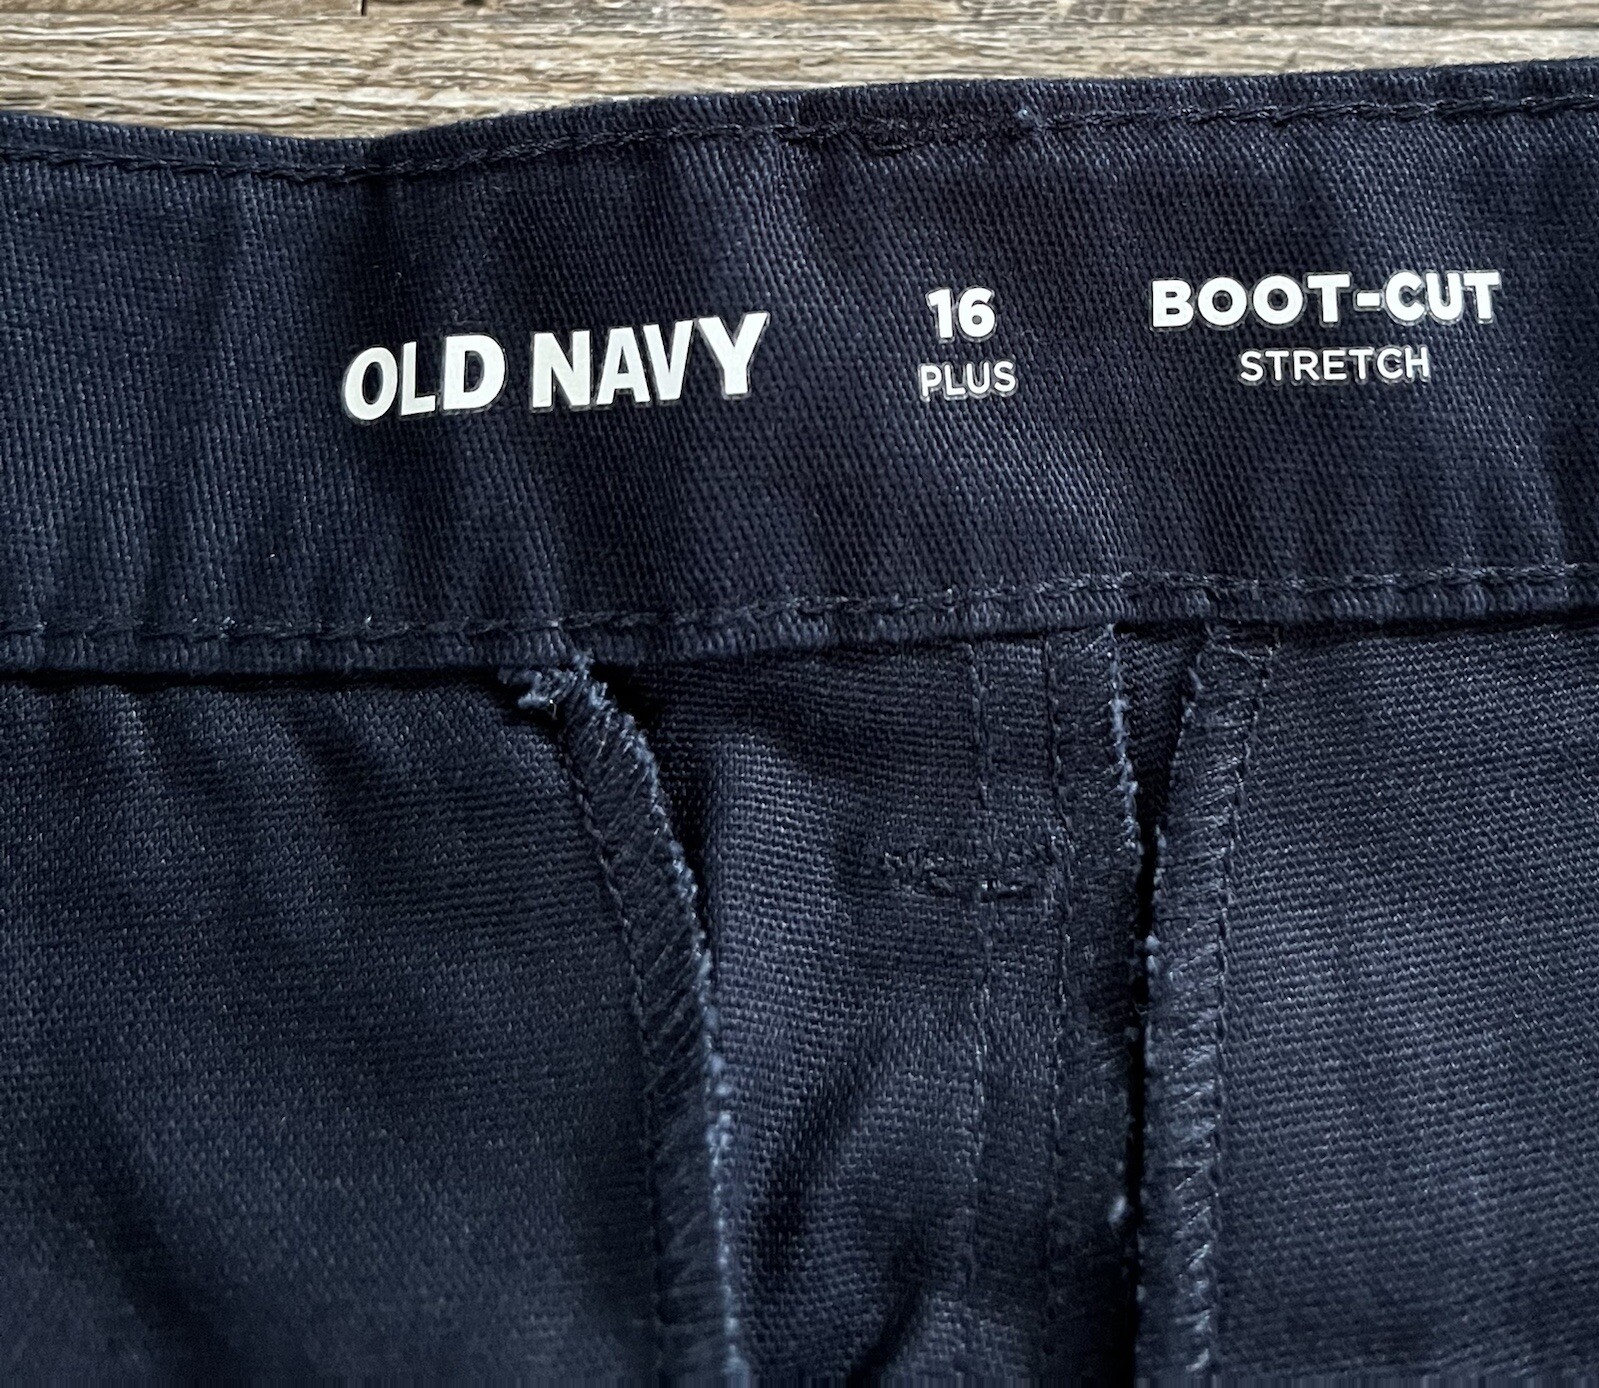 OLD NAVY
16
PLUS
BOOT-CUT
STRETCH